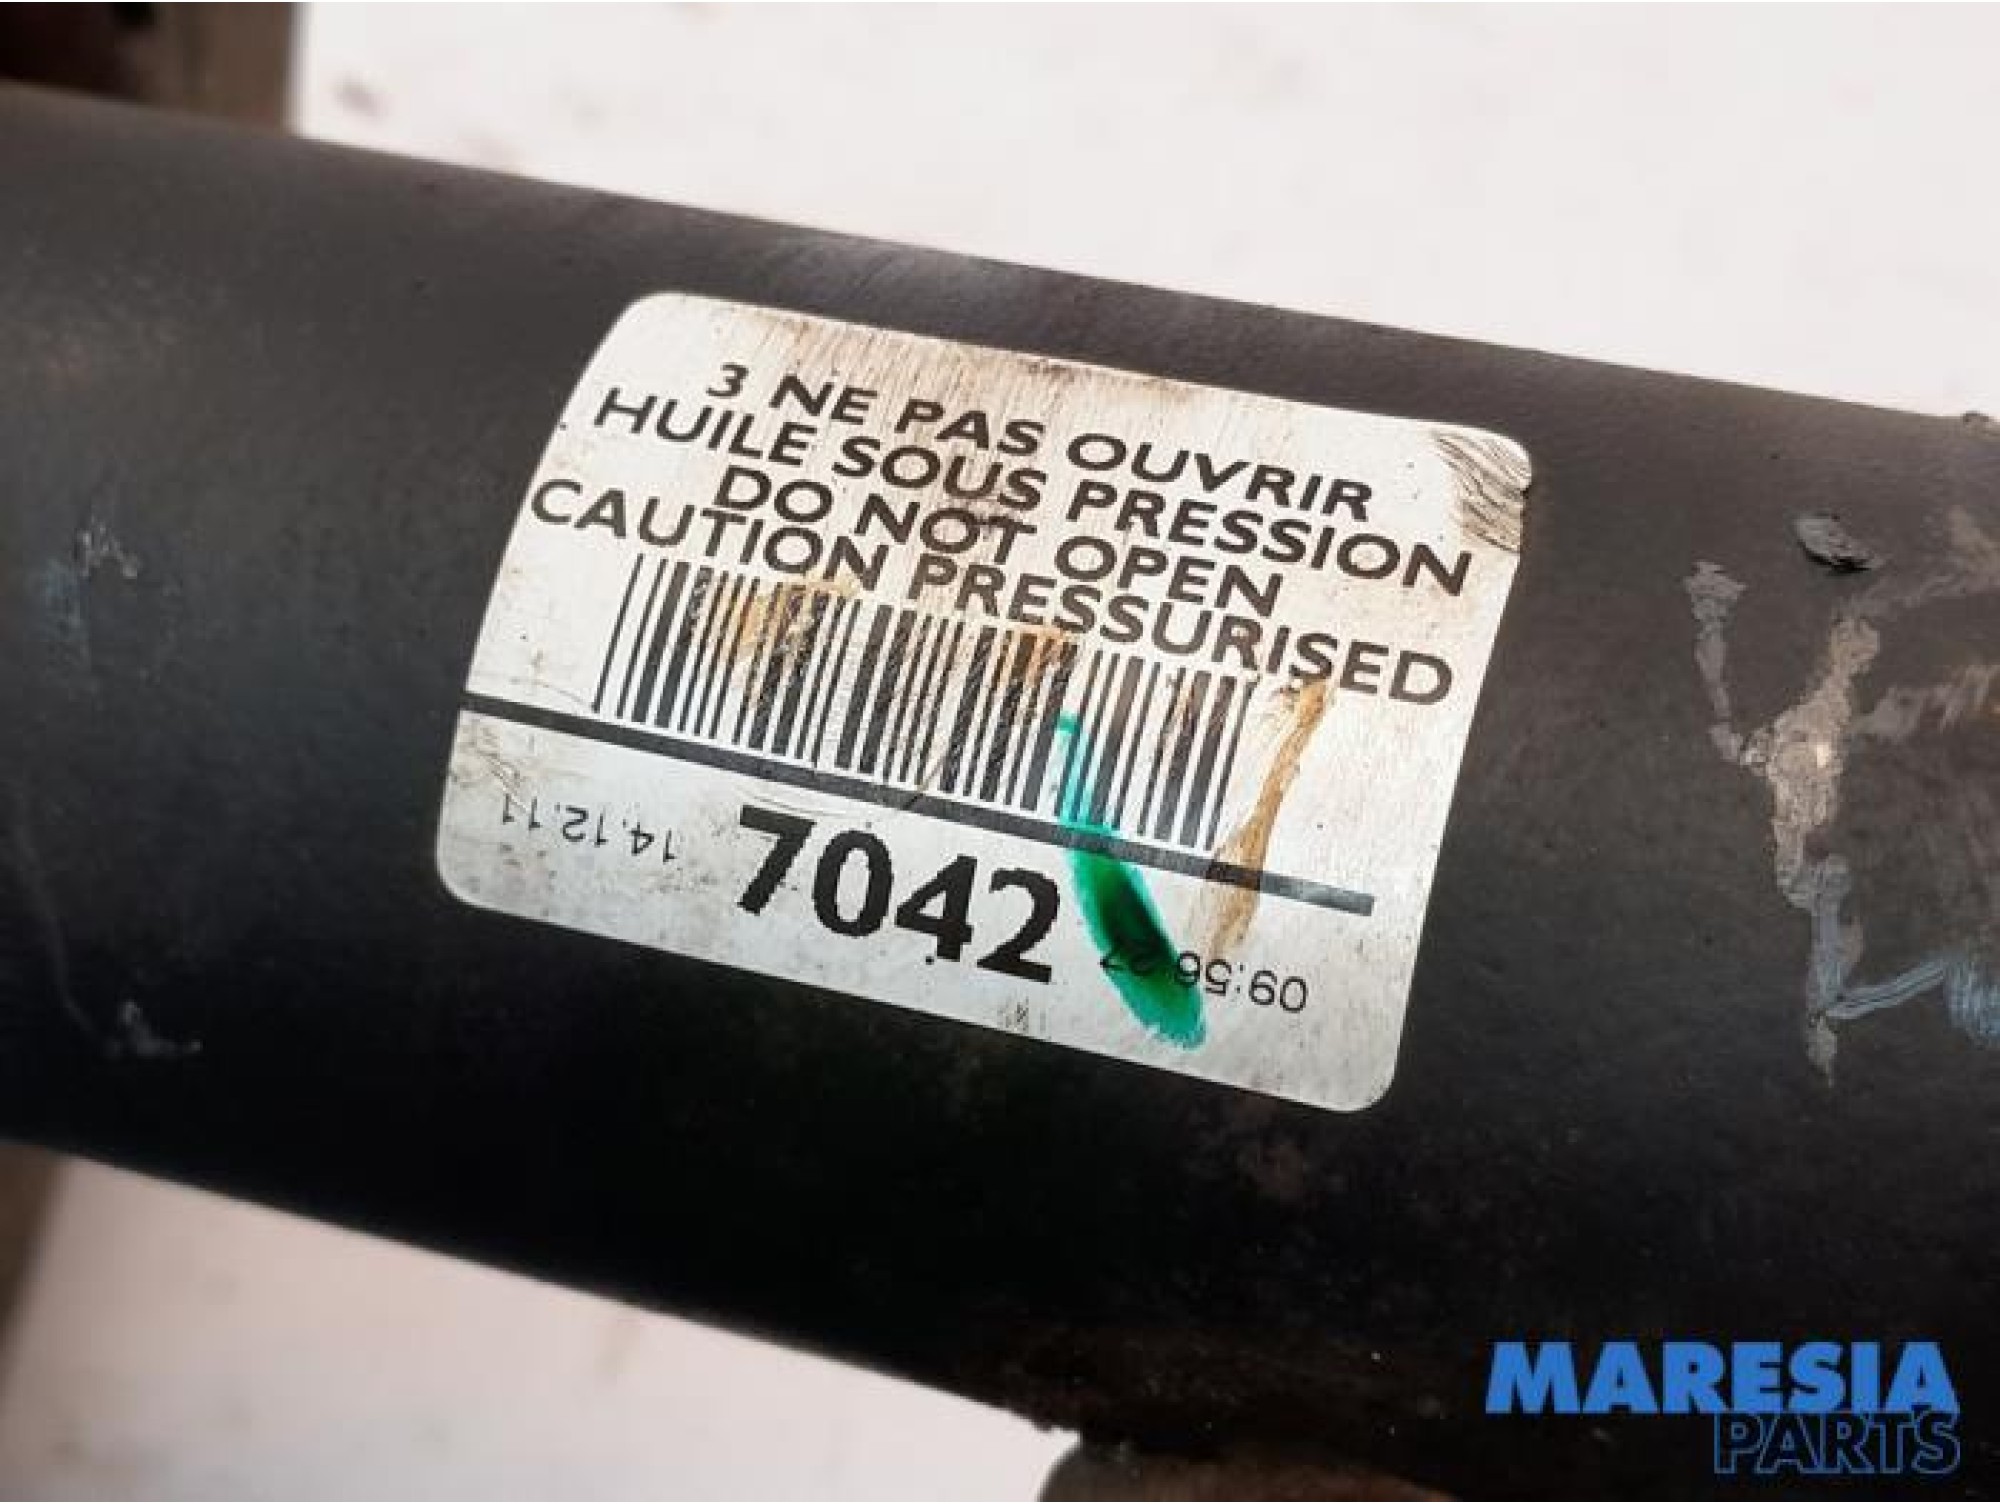 3 NE PAS OUVRIR
HUILE SOUS PRESSION
DO NOT OPEN
CAUTION PRESSURISED
14.12.11
7042
09:56
MARESIA
PARTS